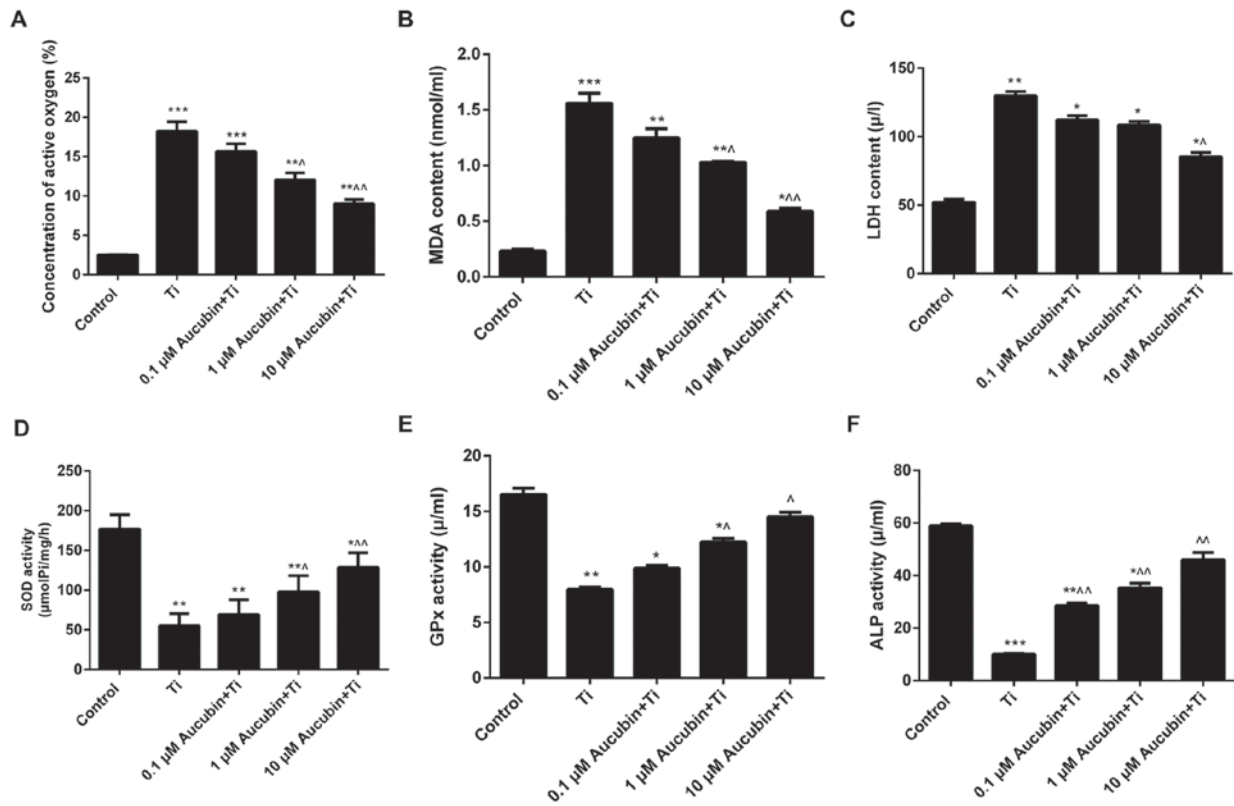 A
Concentration of active oxygen (%)
25
20
15
10
5
0
***
***
**^
**^^
Control
Ti
0.1 µM Aucubin+Ti
1 µM Aucubin+Ti
10 µM Aucubin+Ti
B
MDA content (nmol/ml)
2.0
1.5
1.0
0.5
0.0
***
**
**^
*^^
Control
Ti
0.1 µM Aucubin+Ti
1 µM Aucubin+Ti
10 µM Aucubin+Ti
C
LDH content (µ/l)
150
100
50
0
**
*
*
*^
Control
Ti
0.1 µM Aucubin+Ti
1 µM Aucubin+Ti
10 µM Aucubin+Ti
D
SOD activity
(µmolPi/mg/h)
250
200
150
100
50
0
**
**
**^
*^^
Control
Ti
0.1 µM Aucubin+Ti
1 µM Aucubin+Ti
10 µM Aucubin+Ti
E
GPx activity (µ/ml)
20
15
10
5
0
**
*
*^
^
Control
Ti
0.1 µM Aucubin+Ti
1 µM Aucubin+Ti
10 µM Aucubin+Ti
F
ALP activity (µ/ml)
80
60
40
20
0
***
**^^
*^^
^^
Control
Ti
0.1 µM Aucubin+Ti
1 µM Aucubin+Ti
10 µM Aucubin+Ti